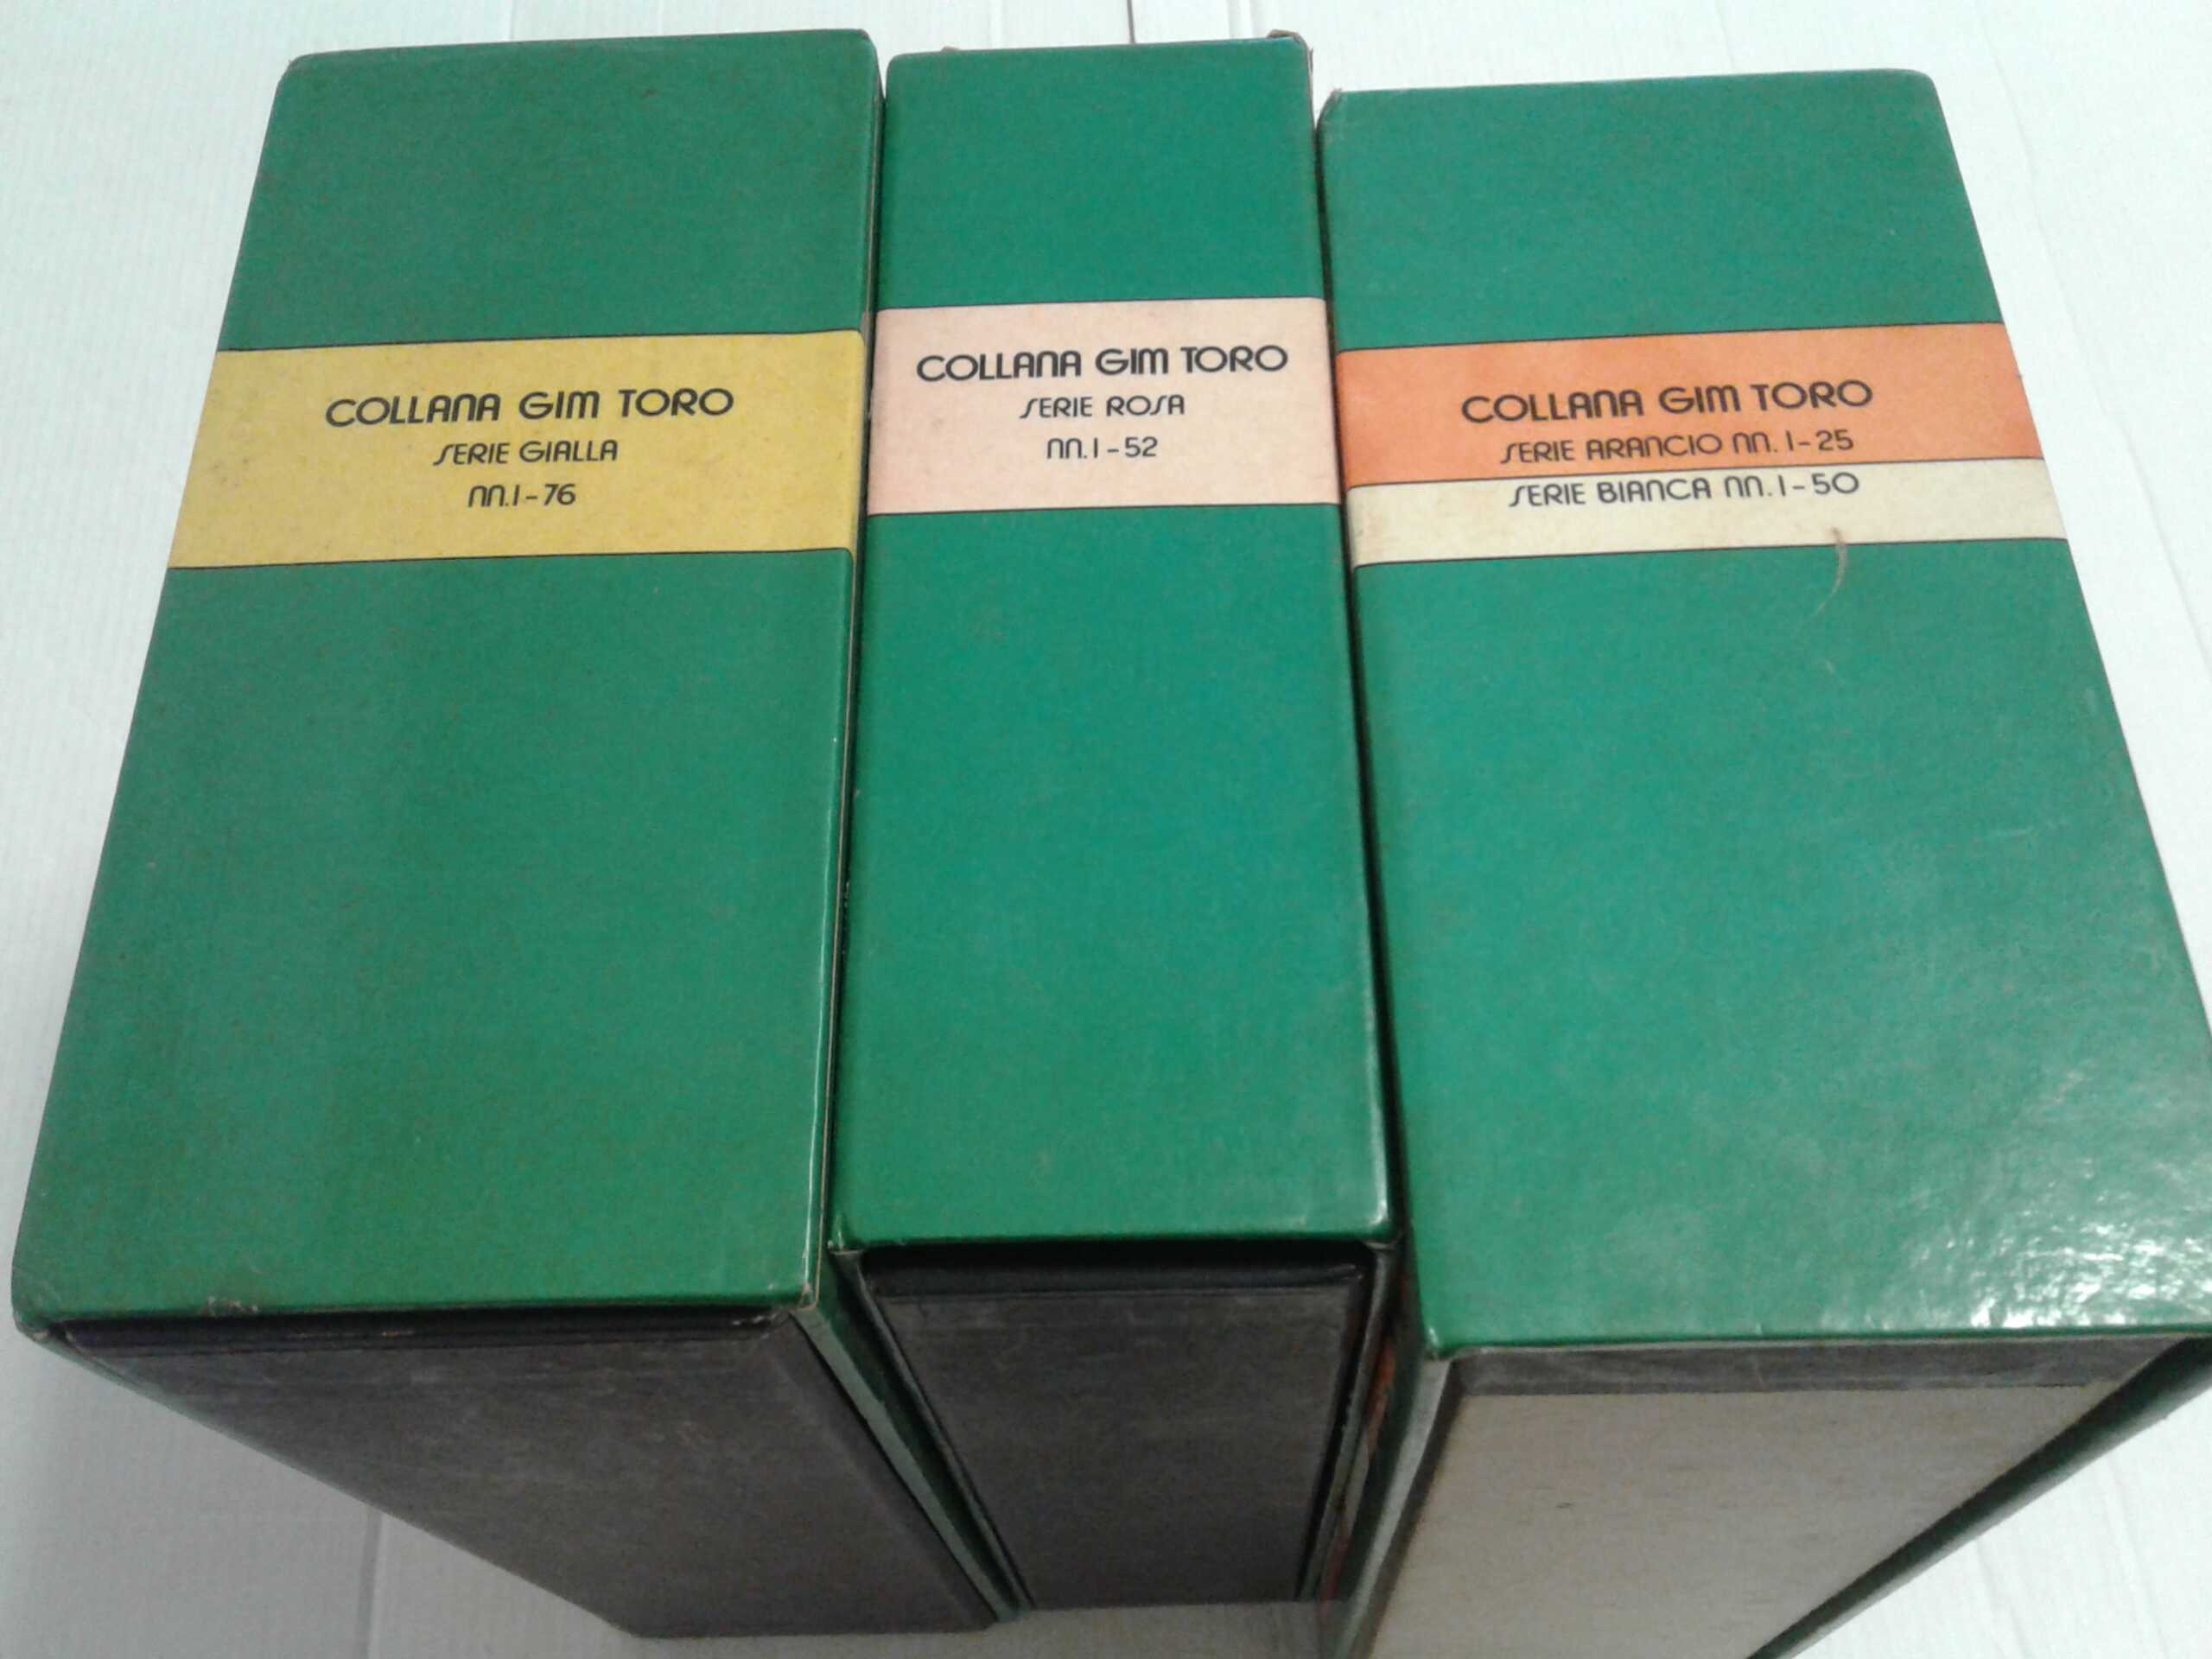 COLLANA GIM TORO
SERIE GIALLA
NN.1-76
COLLANA GIM TORO
SERIE ROSA
NN.1-52
COLLANA GIM TORO
SERIE ARANCIO NN.1-25
SERIE BIANCA NN.1-50